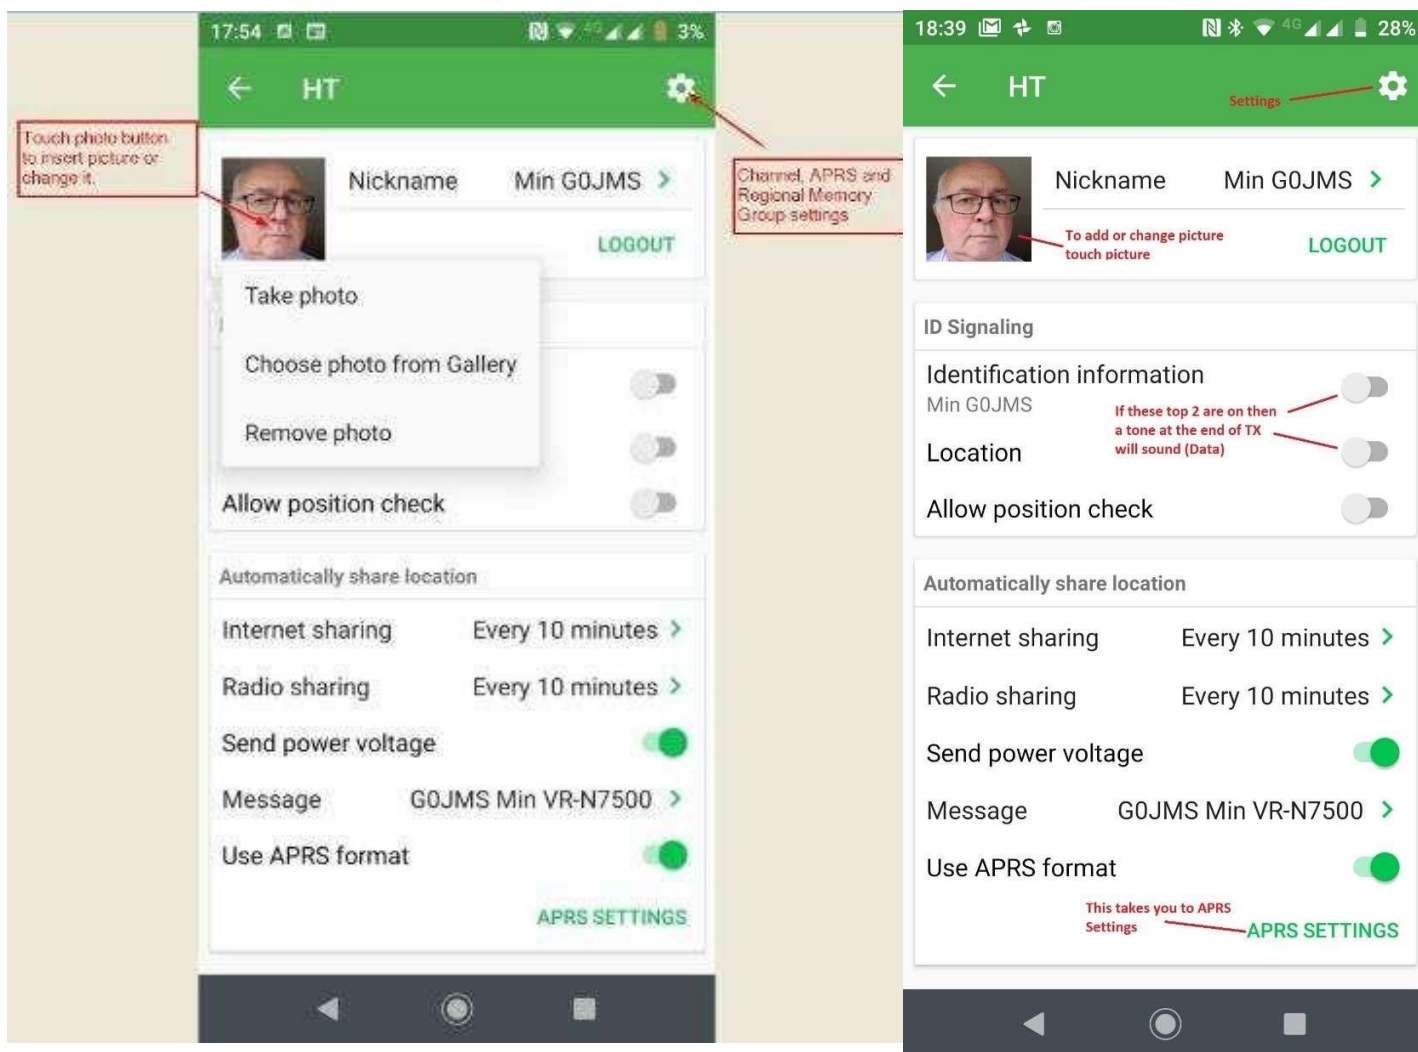 17:54 3%
HT
Touch photo button
to insert picture or
change it.
Nickname Min G0JMS
LOGOUT
Channel, APRS and
Regional Memory
Group settings
Take photo
Choose photo from Gallery
Remove photo
Allow position check
Automatically share location
Internet sharing Every 10 minutes
Radio sharing Every 10 minutes
Send power voltage
Message G0JMS Min VR-N7500
Use APRS format
APRS SETTINGS
18:39 4G 28%
HT
Settings
Nickname Min G0JMS
To add or change picture
touch picture
LOGOUT
ID Signaling
Identification information
Min G0JMS
If these top 2 are on then
a tone at the end of TX
will sound (Data)
Location
Allow position check
Automatically share location
Internet sharing Every 10 minutes
Radio sharing Every 10 minutes
Send power voltage
Message G0JMS Min VR-N7500
Use APRS format
This takes you to APRS
Settings
APRS SETTINGS